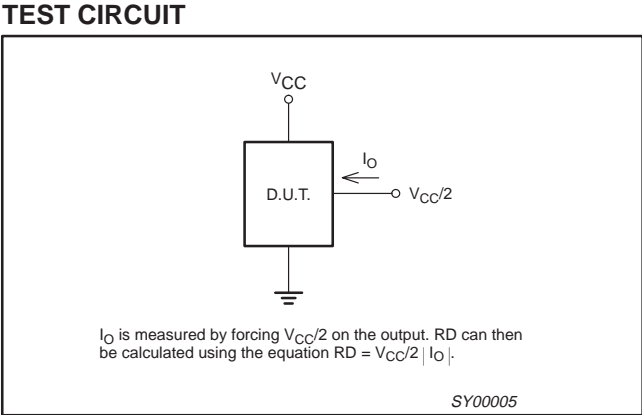 TEST CIRCUIT
VCC
IO
D.U.T.
VCC/2
IO is measured by forcing VCC/2 on the output. RD can then
be calculated using the equation RD = VCC/2 | IO |.
SY00005